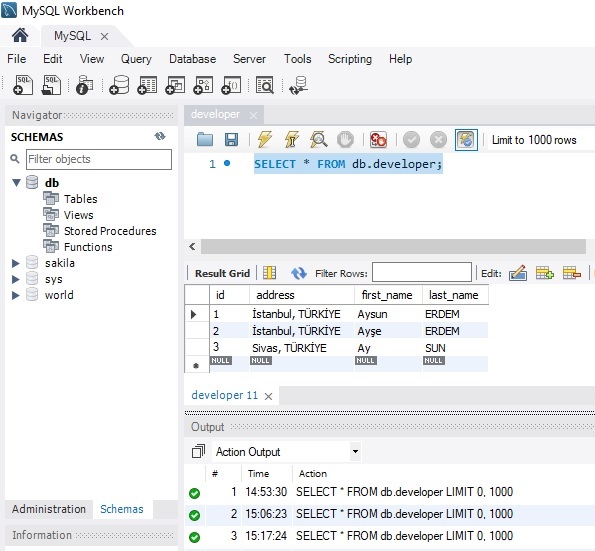 MySQL Workbench
MySQL
File Edit View Query Database Server Tools Scripting Help
Navigator
SCHEMAS
Filter objects
db
Tables
Views
Stored Procedures
Functions
sakila
sys
world
Administration Schemas
Information
developer
Limit to 1000 rows
1 SELECT * FROM db.developer;
Result Grid Filter Rows: Edit:
id address first_name last_name
1 İstanbul, TÜRKİYE Aysun ERDEM
2 İstanbul, TÜRKİYE Ayşe ERDEM
3 Sivas, TÜRKİYE Ay SUN
NULL NULL NULL NULL
developer 11
Output
Action Output
# Time Action
1 14:53:30 SELECT * FROM db.developer LIMIT 0, 1000
2 15:06:23 SELECT * FROM db.developer LIMIT 0, 1000
3 15:17:24 SELECT * FROM db.developer LIMIT 0, 1000